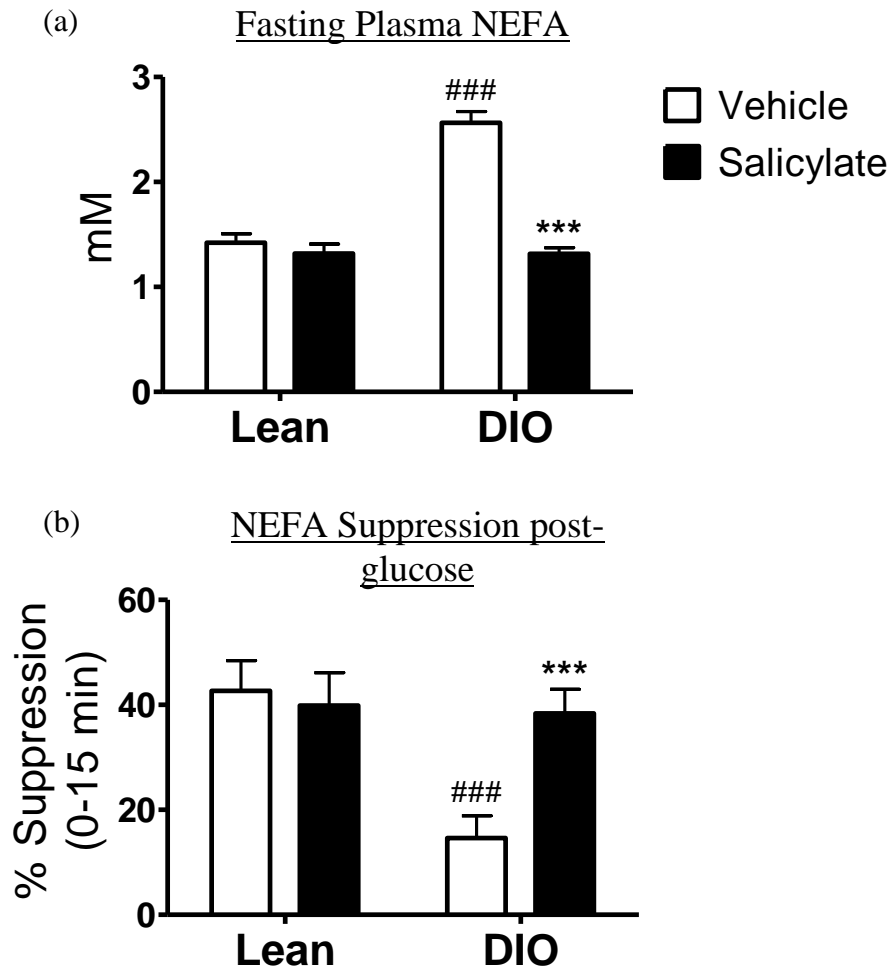 (a)
Fasting Plasma NEFA
3
2
1
0
mM
###
***
Vehicle
Salicylate
Lean DIO
(b)
NEFA Suppression post-
glucose
60
40
20
0
% Suppression
(0-15 min)
###
***
Lean DIO